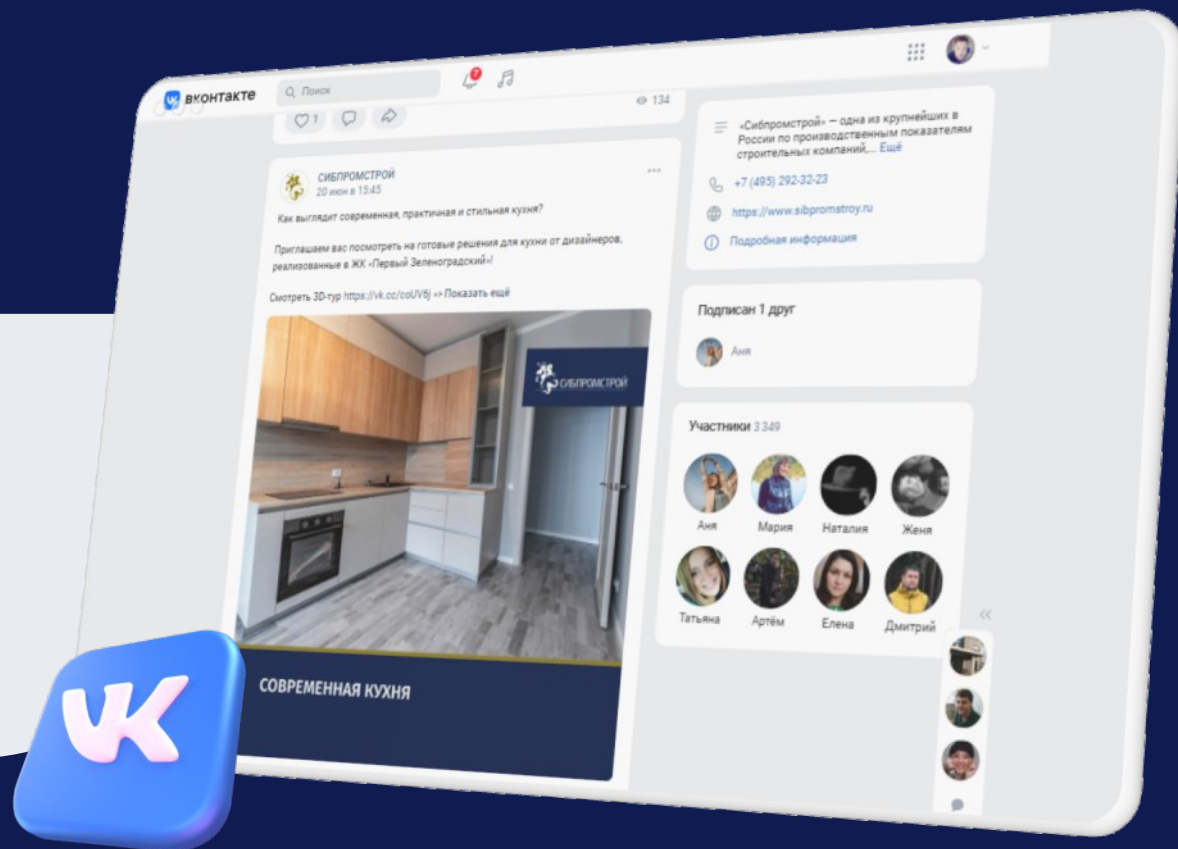 вконтакте
Поиск
7
1
134
СИБПРОМСТРОЙ
20 июн в 15:45
Как выглядит современная, практичная и стильная кухня?
Приглашаем вас посмотреть на готовые решения для кухни от дизайнеров,
реализованные в ЖК «Первый Зеленоградский»!
Смотреть 3D-тур https://vk.cc/coUV6j => Показать ещё
СИБПРОМСТРОЙ
СОВРЕМЕННАЯ КУХНЯ
«Сибпромстрой» — одна из крупнейших в
России по производственным показателям
строительных компаний,... Ещё
+7 (495) 292-32-23
https://www.sibpromstroy.ru
Подробная информация
Подписан 1 друг
Аня
Участники 3 349
Аня Мария Наталия Женя
Татьяна Артём Елена Дмитрий
VK